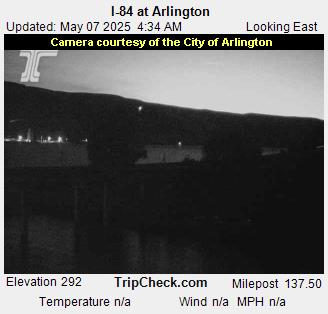 I-84 at Arlington
Updated: May 07 2025 4:34 AM Looking East
Camera courtesy of the City of Arlington
Elevation 292 TripCheck.com Milepost 137.50
Temperature n/a Wind n/a MPH n/a